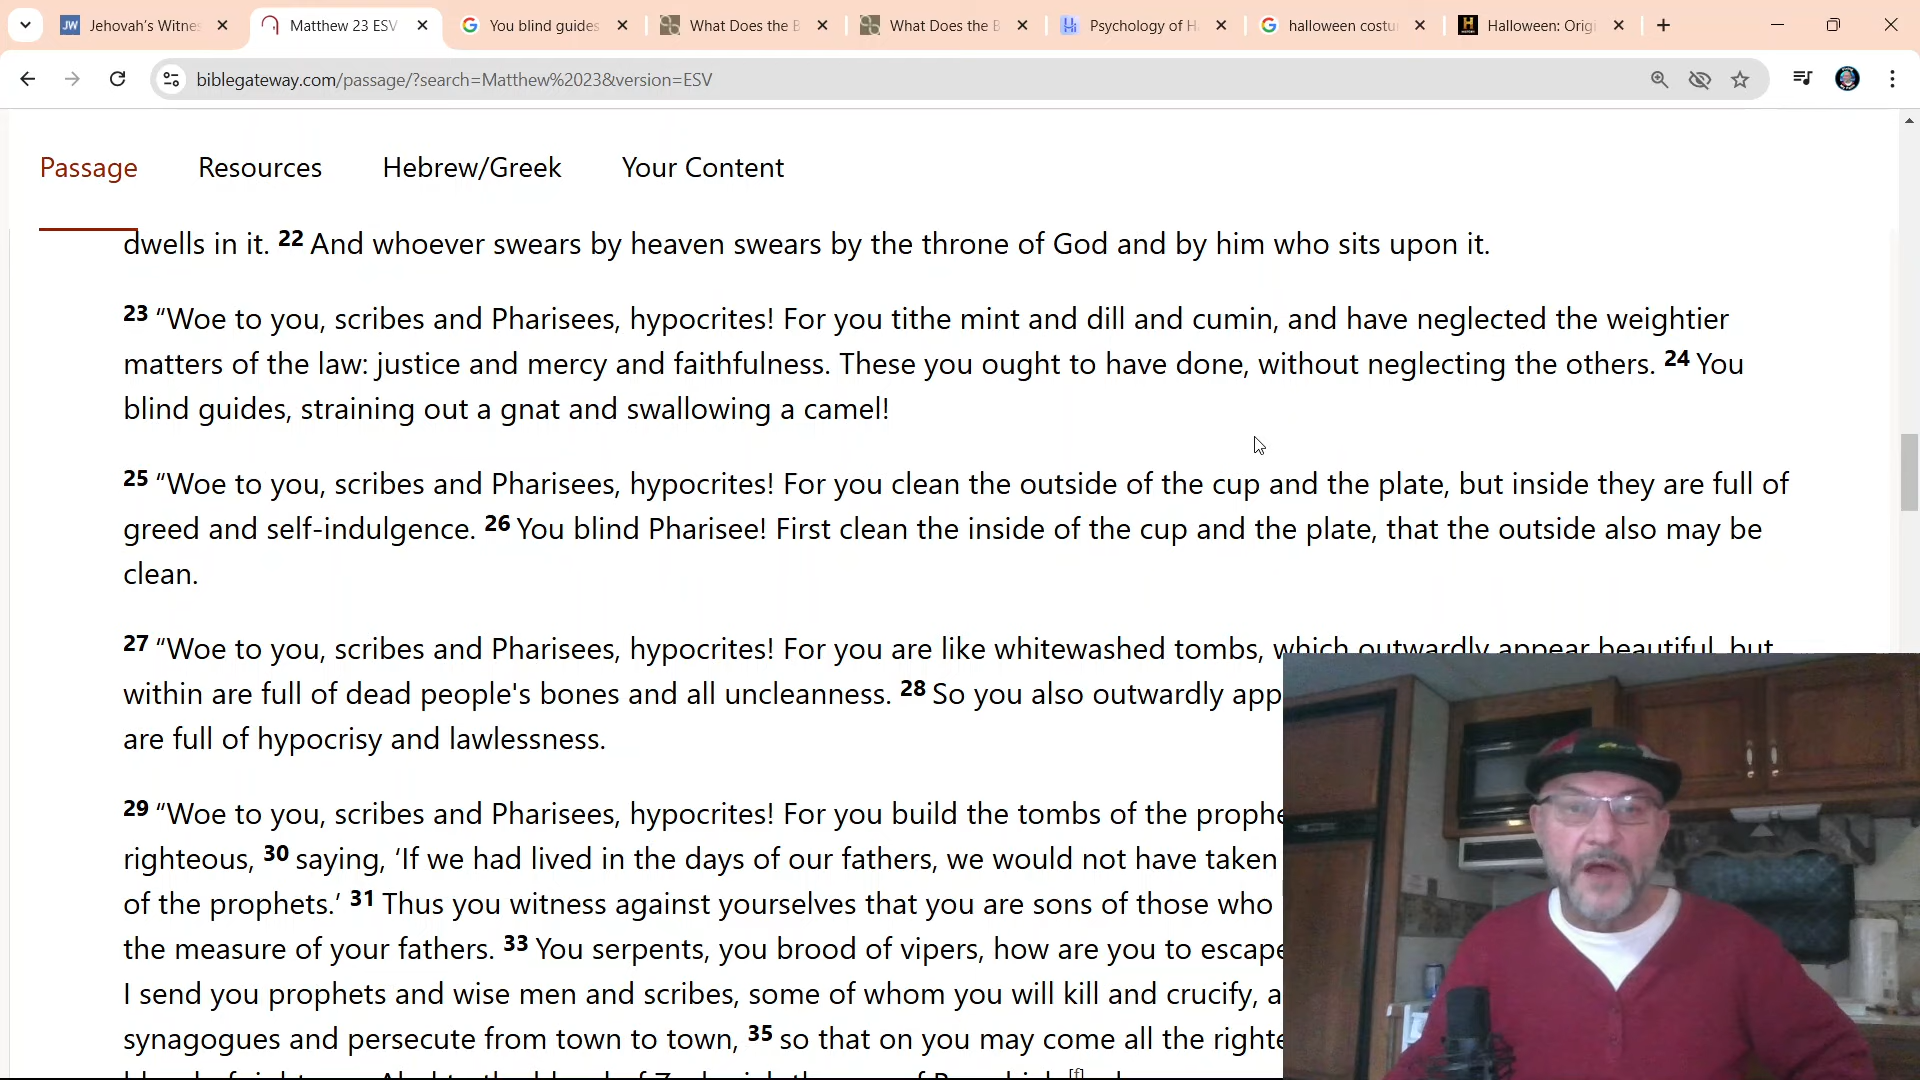 JW Jehovah's Witnes
Matthew 23 ESV
You blind guides
What Does the B
What Does the B
Psychology of H
halloween costu
Halloween: Orig
biblegateway.com/passage/?search=Matthew%2023&version=ESV
Passage Resources Hebrew/Greek Your Content
dwells in it. 22 And whoever swears by heaven swears by the throne of God and by him who sits upon it.
23 “Woe to you, scribes and Pharisees, hypocrites! For you tithe mint and dill and cumin, and have neglected the weightier
matters of the law: justice and mercy and faithfulness. These you ought to have done, without neglecting the others. 24 You
blind guides, straining out a gnat and swallowing a camel!
25 “Woe to you, scribes and Pharisees, hypocrites! For you clean the outside of the cup and the plate, but inside they are full of
greed and self-indulgence. 26 You blind Pharisee! First clean the inside of the cup and the plate, that the outside also may be
clean.
27 “Woe to you, scribes and Pharisees, hypocrites! For you are like whitewashed tombs, which outwardly appear beautiful, but
within are full of dead people's bones and all uncleanness. 28 So you also outwardly app
are full of hypocrisy and lawlessness.
29 “Woe to you, scribes and Pharisees, hypocrites! For you build the tombs of the prophe
righteous, 30 saying, ‘If we had lived in the days of our fathers, we would not have taken
of the prophets.’ 31 Thus you witness against yourselves that you are sons of those who
the measure of your fathers. 33 You serpents, you brood of vipers, how are you to escape
I send you prophets and wise men and scribes, some of whom you will kill and crucify, a
synagogues and persecute from town to town, 35 so that on you may come all the righte